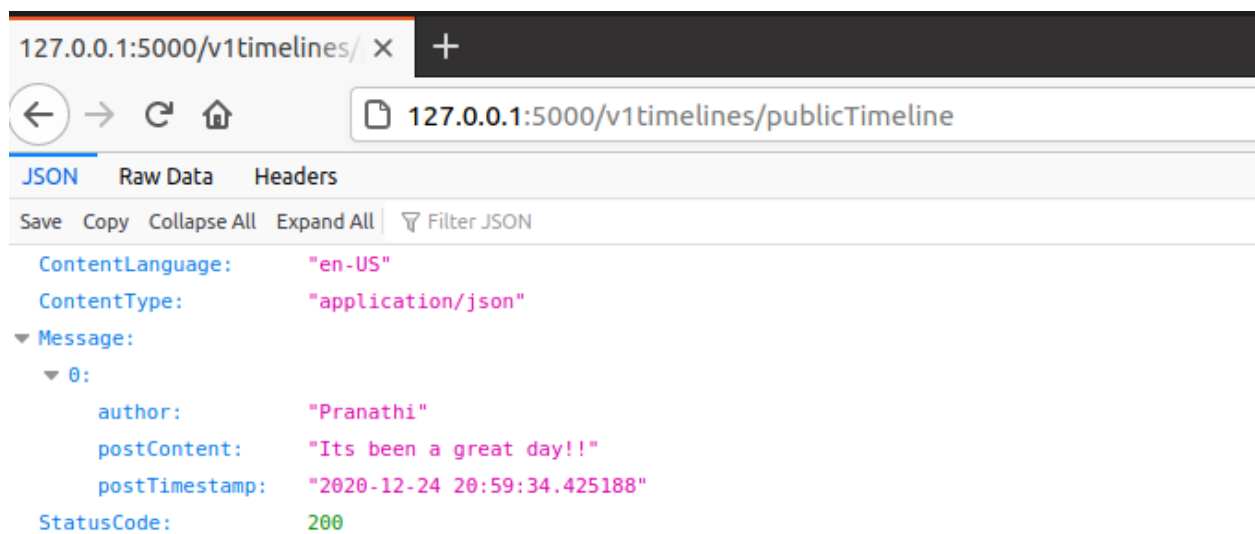 127.0.0.1:5000/v1timelines/
127.0.0.1:5000/v1timelines/publicTimeline
JSON Raw Data Headers
Save Copy Collapse All Expand All Filter JSON
ContentLanguage: "en-US"
ContentType: "application/json"
Message:
0:
author: "Pranathi"
postContent: "Its been a great day!!"
postTimestamp: "2020-12-24 20:59:34.425188"
StatusCode: 200